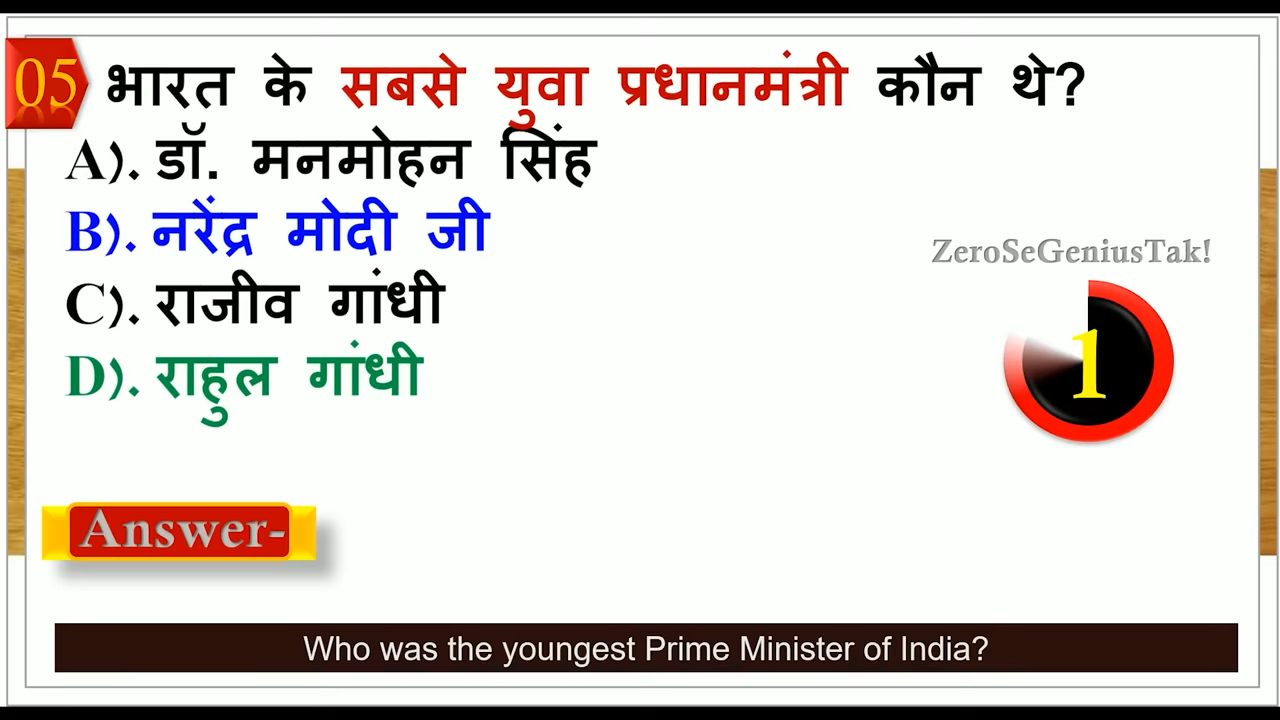 05 भारत के सबसे युवा प्रधानमंत्री कौन थे?
A). डॉ. मनमोहन सिंह
B). नरेंद्र मोदी जी
C). राजीव गांधी
D). राहुल गांधी
ZeroSeGeniusTak!
1
Answer-
Who was the youngest Prime Minister of India?